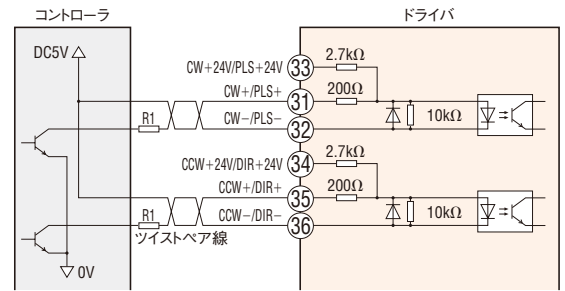 コントローラ
ドライバ
DC5V
CW+24V/PLS+24V 33 2.7kΩ
CW+/PLS+ 31 200Ω
R1 CW−/PLS− 32 10kΩ
CCW+24V/DIR+24V 34 2.7kΩ
CCW+/DIR+ 35 200Ω
R1 CCW−/DIR− 36 10kΩ
ツイストペア線
0V